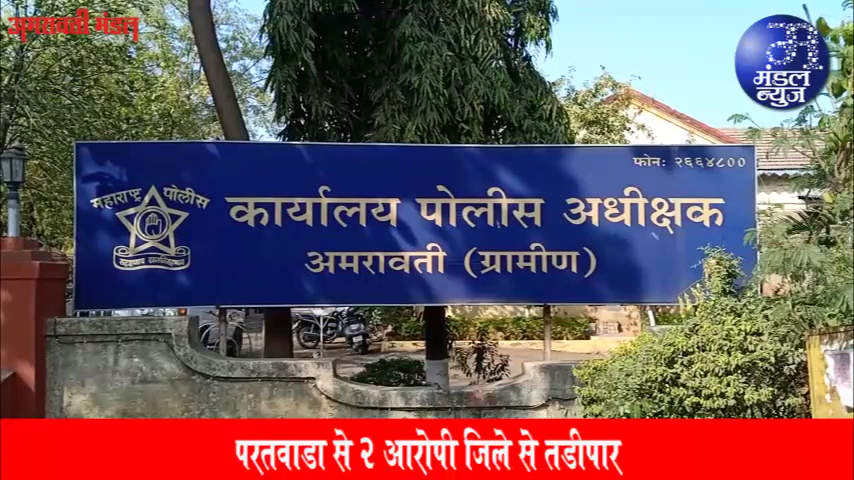 अमरावती मंडल
मंडल
न्यूज
फोन: २६६४८००
महाराष्ट्र पोलीस
कार्यालय पोलीस अधीक्षक
अमरावती (ग्रामीण)
परतवाडा से २ आरोपी जिले से तडीपार